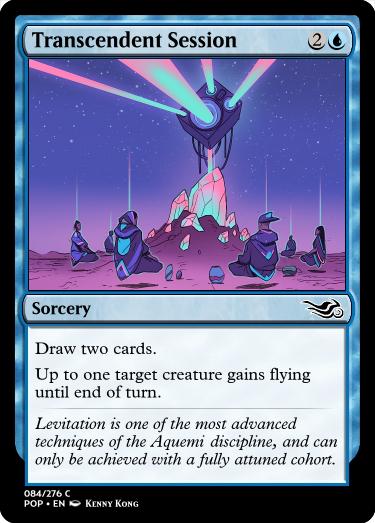 Transcendent Session 2
Sorcery
Draw two cards.
Up to one target creature gains flying
until end of turn.
Levitation is one of the most advanced
techniques of the Aquemi discipline, and can
only be achieved with a fully attuned cohort.
084/276 C
POP • EN Kenny Kong